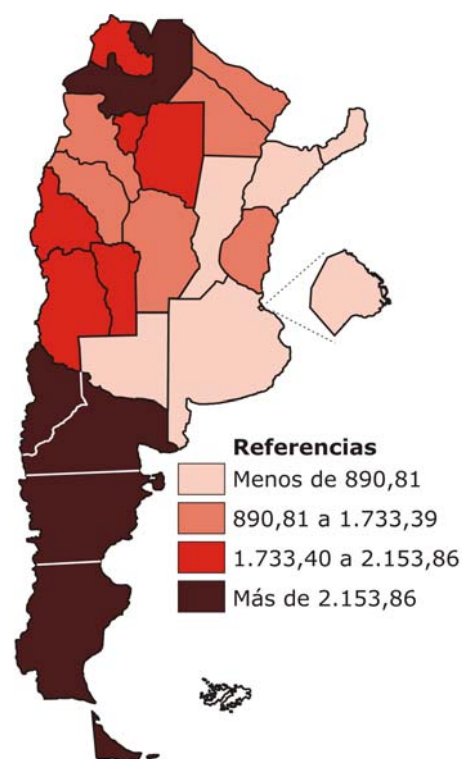 Referencias
Menos de 890,81
890,81 a 1.733,39
1.733,40 a 2.153,86
Más de 2.153,86